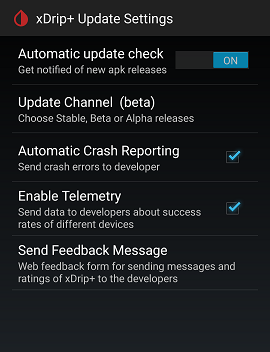 xDrip+ Update Settings
Automatic update check
Get notified of new apk releases
ON
Update Channel (beta)
Choose Stable, Beta or Alpha releases
Automatic Crash Reporting
Send crash errors to developer
Enable Telemetry
Send data to developers about success
rates of different devices
Send Feedback Message
Web feedback form for sending messages and
ratings of xDrip+ to the developers